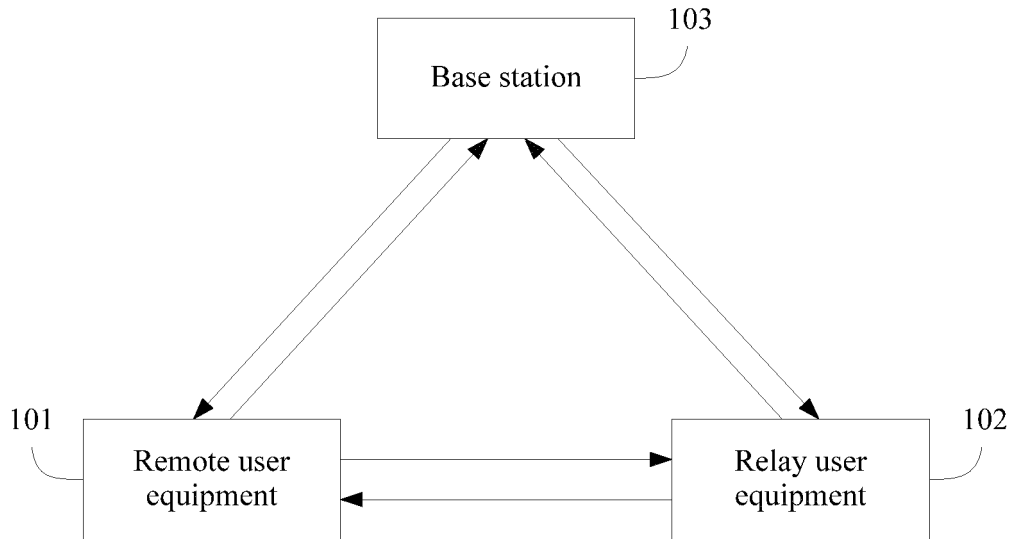 103
Base station
101
Remote user
equipment
Relay user
equipment
102